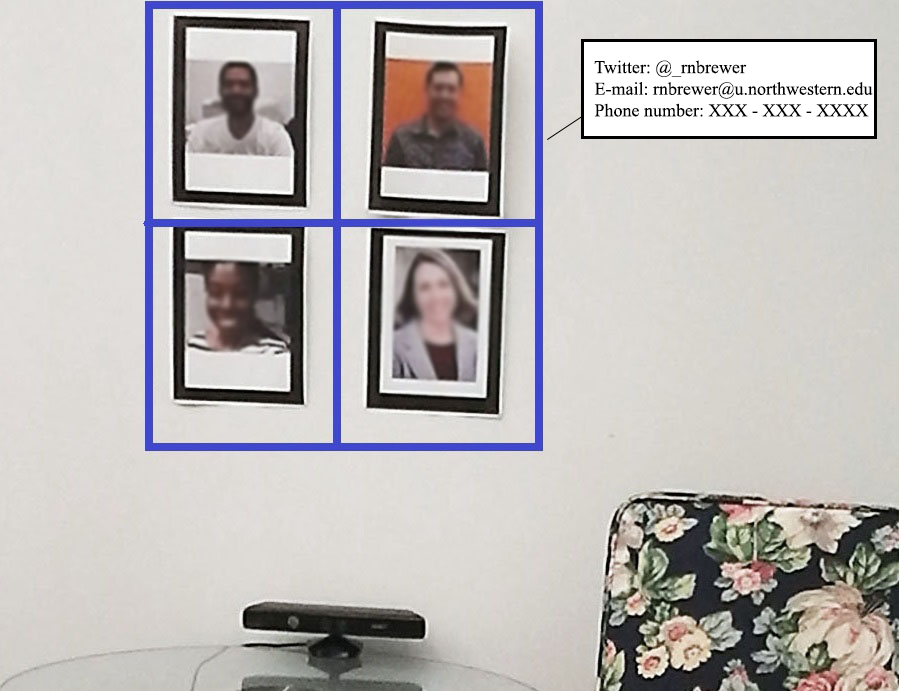 Twitter: @_rnbrewer
E-mail: rnbrewer@u.northwestern.edu
Phone number: XXX - XXX - XXXX